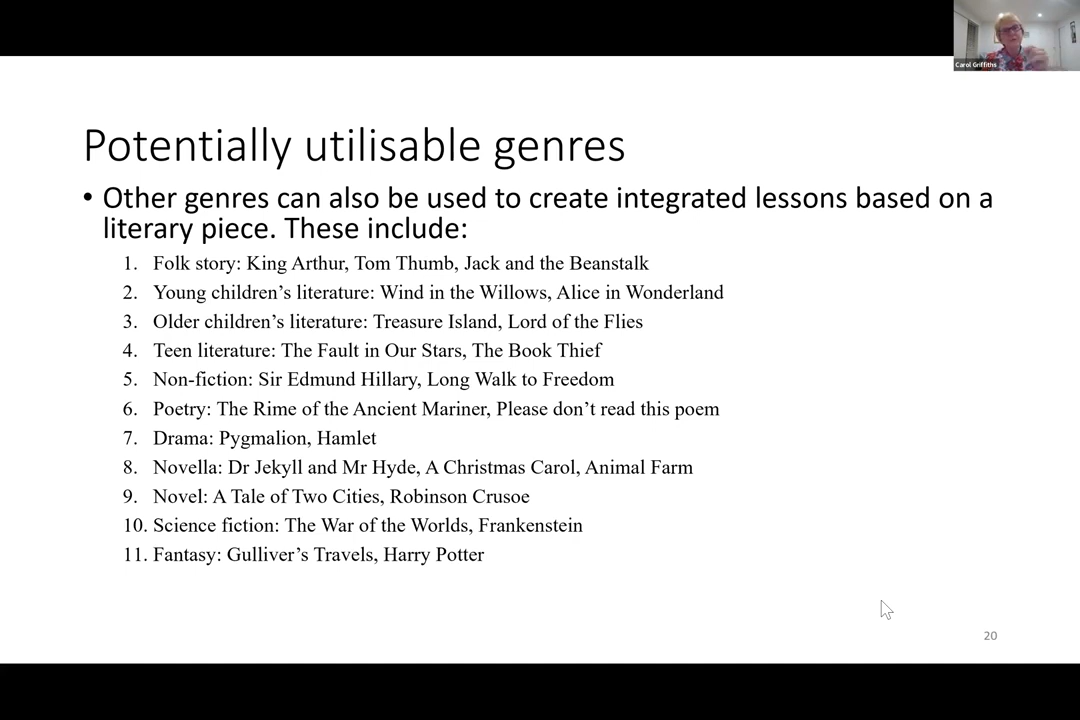 Carol Griffiths
Potentially utilisable genres
• Other genres can also be used to create integrated lessons based on a
literary piece. These include:
1. Folk story: King Arthur, Tom Thumb, Jack and the Beanstalk
2. Young children’s literature: Wind in the Willows, Alice in Wonderland
3. Older children’s literature: Treasure Island, Lord of the Flies
4. Teen literature: The Fault in Our Stars, The Book Thief
5. Non-fiction: Sir Edmund Hillary, Long Walk to Freedom
6. Poetry: The Rime of the Ancient Mariner, Please don’t read this poem
7. Drama: Pygmalion, Hamlet
8. Novella: Dr Jekyll and Mr Hyde, A Christmas Carol, Animal Farm
9. Novel: A Tale of Two Cities, Robinson Crusoe
10. Science fiction: The War of the Worlds, Frankenstein
11. Fantasy: Gulliver’s Travels, Harry Potter
20